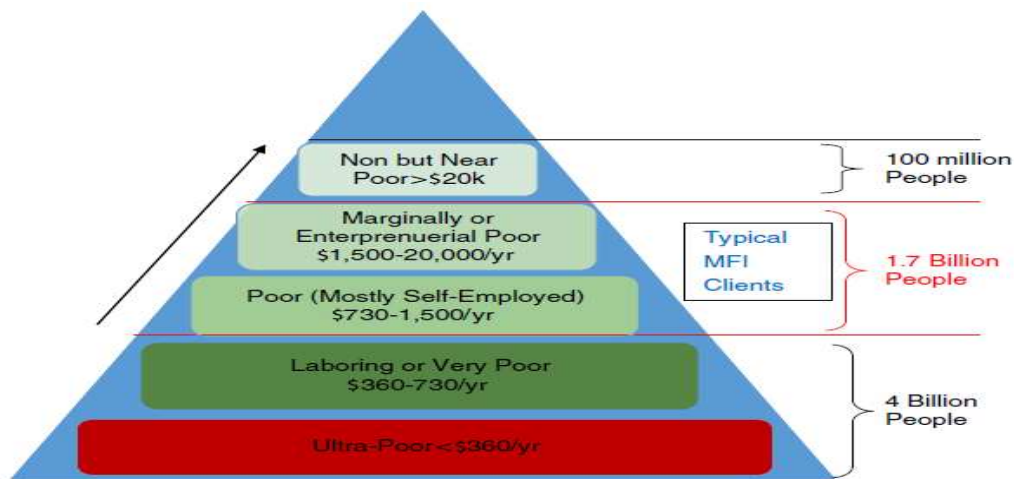 Non but Near
Poor>$20k
100 million
People
Marginally or
Enterprenuerial Poor
$1,500-20,000/yr
Typical
MFI
Clients
1.7 Billion
People
Poor (Mostly Self-Employed)
$730-1,500/yr
Laboring or Very Poor
$360-730/yr
4 Billion
People
Ultra-Poor<$360/yr